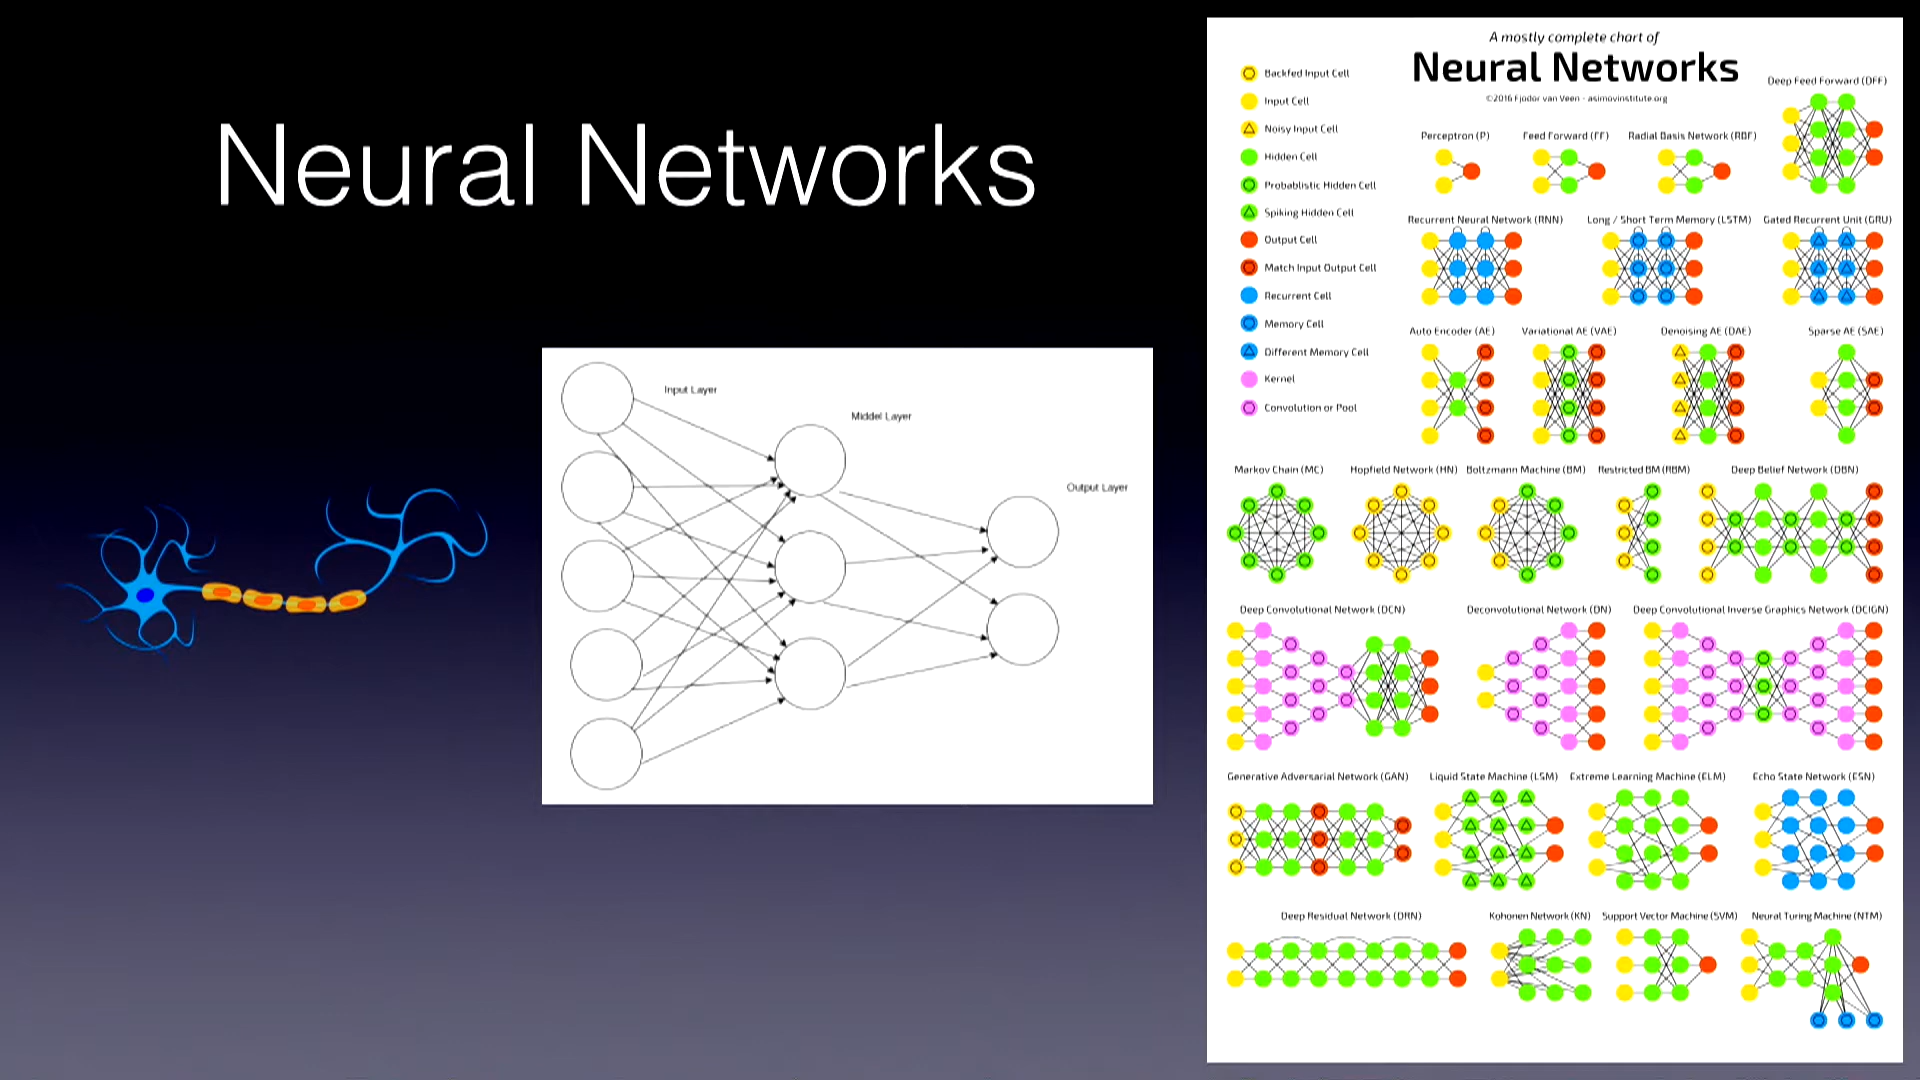 Neural Networks
Input Layer
Middel Layer
Output Layer
A mostly complete chart of
Neural Networks
©2016 Fjodor van Veen - asimovinstitute.org
Backfed Input Cell
Input Cell
Noisy Input Cell
Hidden Cell
Probablistic Hidden Cell
Spiking Hidden Cell
Output Cell
Match Input Output Cell
Recurrent Cell
Memory Cell
Different Memory Cell
Kernel
Convolution or Pool
Deep Feed Forward (DFF)
Perceptron (P)
Feed Forward (FF)
Radial Basis Network (RBF)
Recurrent Neural Network (RNN)
Long / Short Term Memory (LSTM)
Gated Recurrent Unit (GRU)
Auto Encoder (AE)
Variational AE (VAE)
Denoising AE (DAE)
Sparse AE (SAE)
Markov Chain (MC)
Hopfield Network (HN)
Boltzmann Machine (BM)
Restricted BM (RBM)
Deep Belief Network (DBN)
Deep Convolutional Network (DCN)
Deconvolutional Network (DN)
Deep Convolutional Inverse Graphics Network (DCIGN)
Generative Adversarial Network (GAN)
Liquid State Machine (LSM)
Extreme Learning Machine (ELM)
Echo State Network (ESN)
Deep Residual Network (DRN)
Kohonen Network (KN)
Support Vector Machine (SVM)
Neural Turing Machine (NTM)